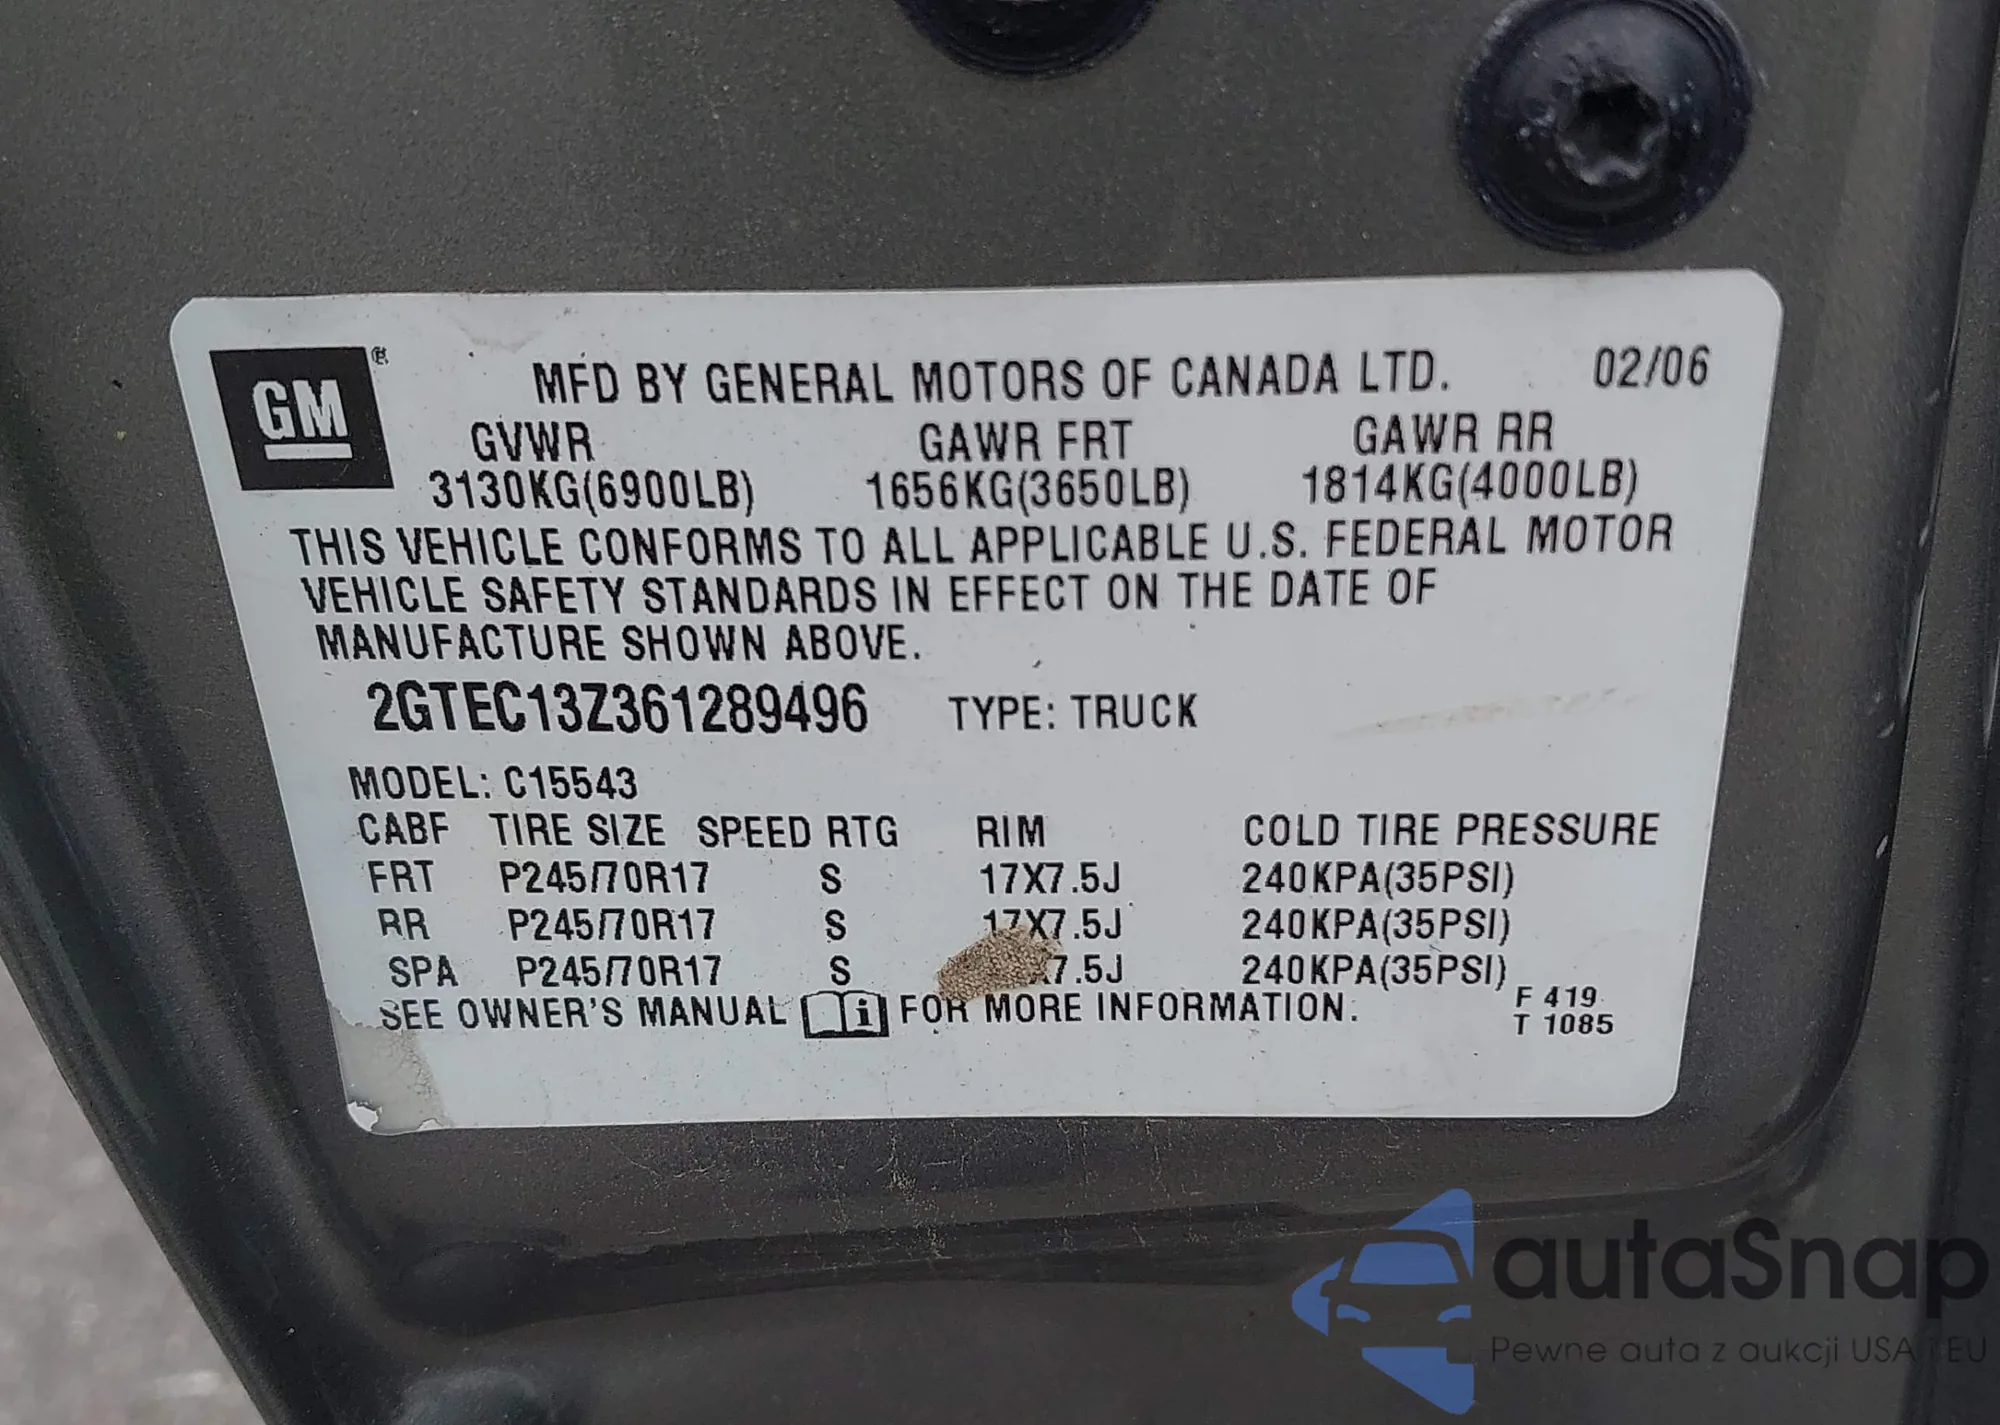 GM®
MFD BY GENERAL MOTORS OF CANADA LTD. 02/06
GVWR GAWR FRT GAWR RR
3130KG(6900LB) 1656KG(3650LB) 1814KG(4000LB)
THIS VEHICLE CONFORMS TO ALL APPLICABLE U.S. FEDERAL MOTOR
VEHICLE SAFETY STANDARDS IN EFFECT ON THE DATE OF
MANUFACTURE SHOWN ABOVE.
2GTEC13Z361289496 TYPE: TRUCK
MODEL: C15543
CABF TIRE SIZE SPEED RTG RIM COLD TIRE PRESSURE
FRT P245/70R17 S 17X7.5J 240KPA(35PSI)
RR P245/70R17 S 17X7.5J 240KPA(35PSI)
SPA P245/70R17 S 7.5J 240KPA(35PSI)
SEE OWNER'S MANUAL i FOR MORE INFORMATION. F 419
T 1085
autaSnap
Pewne auta z aukcji USA i EU